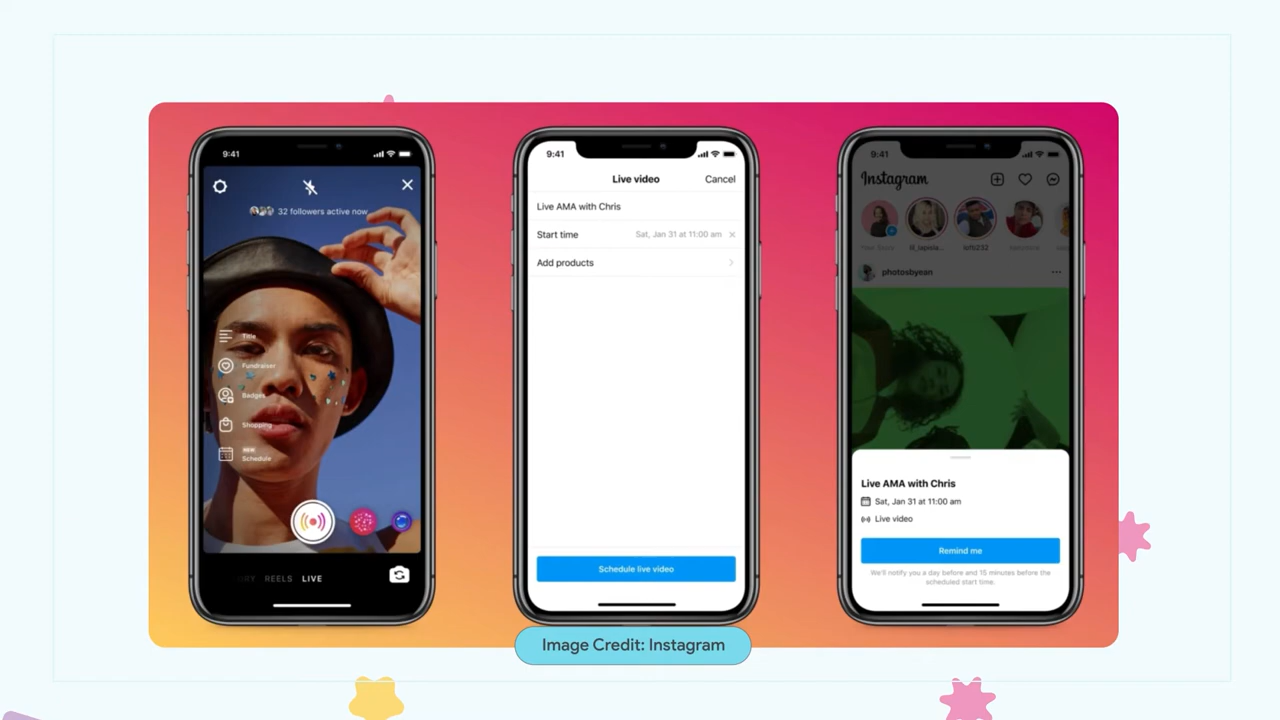 9:41
32 followers active now
Title
Fundraiser
Badges
Shopping
NEW
Schedule
REELS LIVE
9:41
Live video Cancel
Live AMA with Chris
Start time Sat, Jan 31 at 11:00 am
Add products
Schedule live video
9:41
Instagram
lofti232
photosbyean
Live AMA with Chris
Sat, Jan 31 at 11:00 am
Live video
Remind me
We'll notify you a day before and 15 minutes before the
scheduled start time.
Image Credit: Instagram